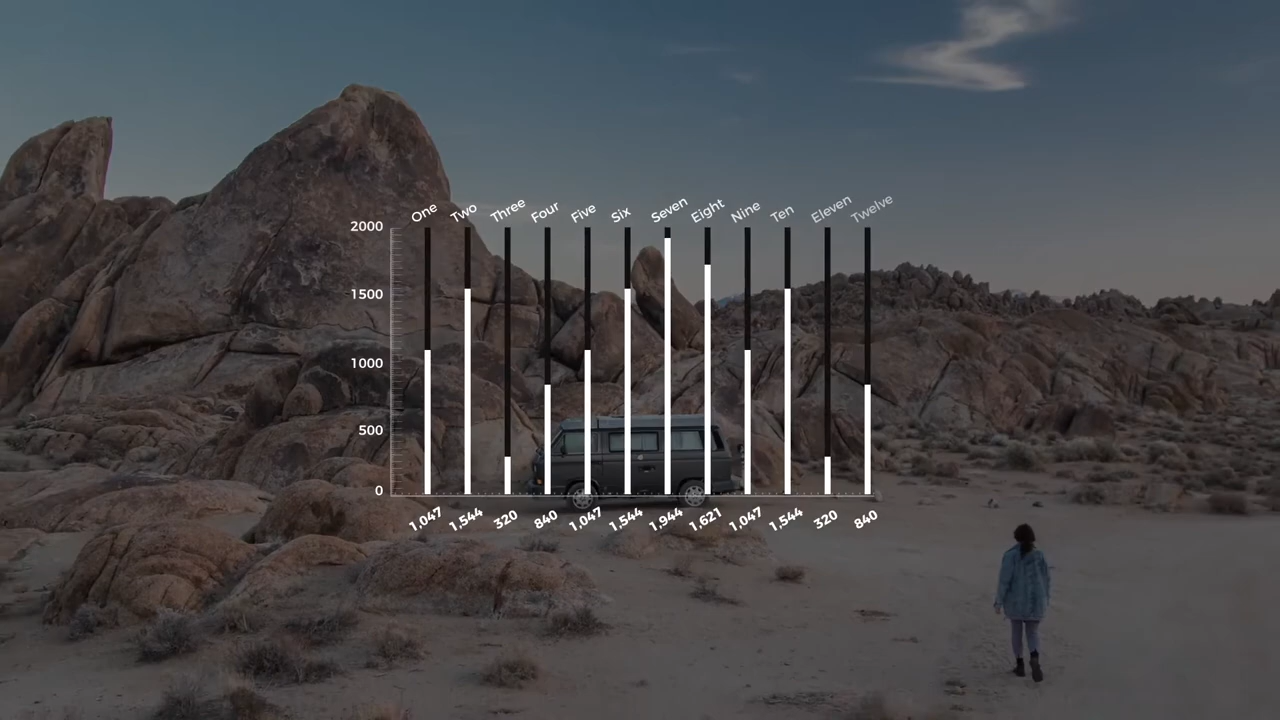 One Two Three Four Five Six Seven Eight Nine Ten Eleven Twelve
2000
1500
1000
500
0
1,047 1,544 320 840 1,047 1,544 1,944 1,621 1,047 1,544 320 840